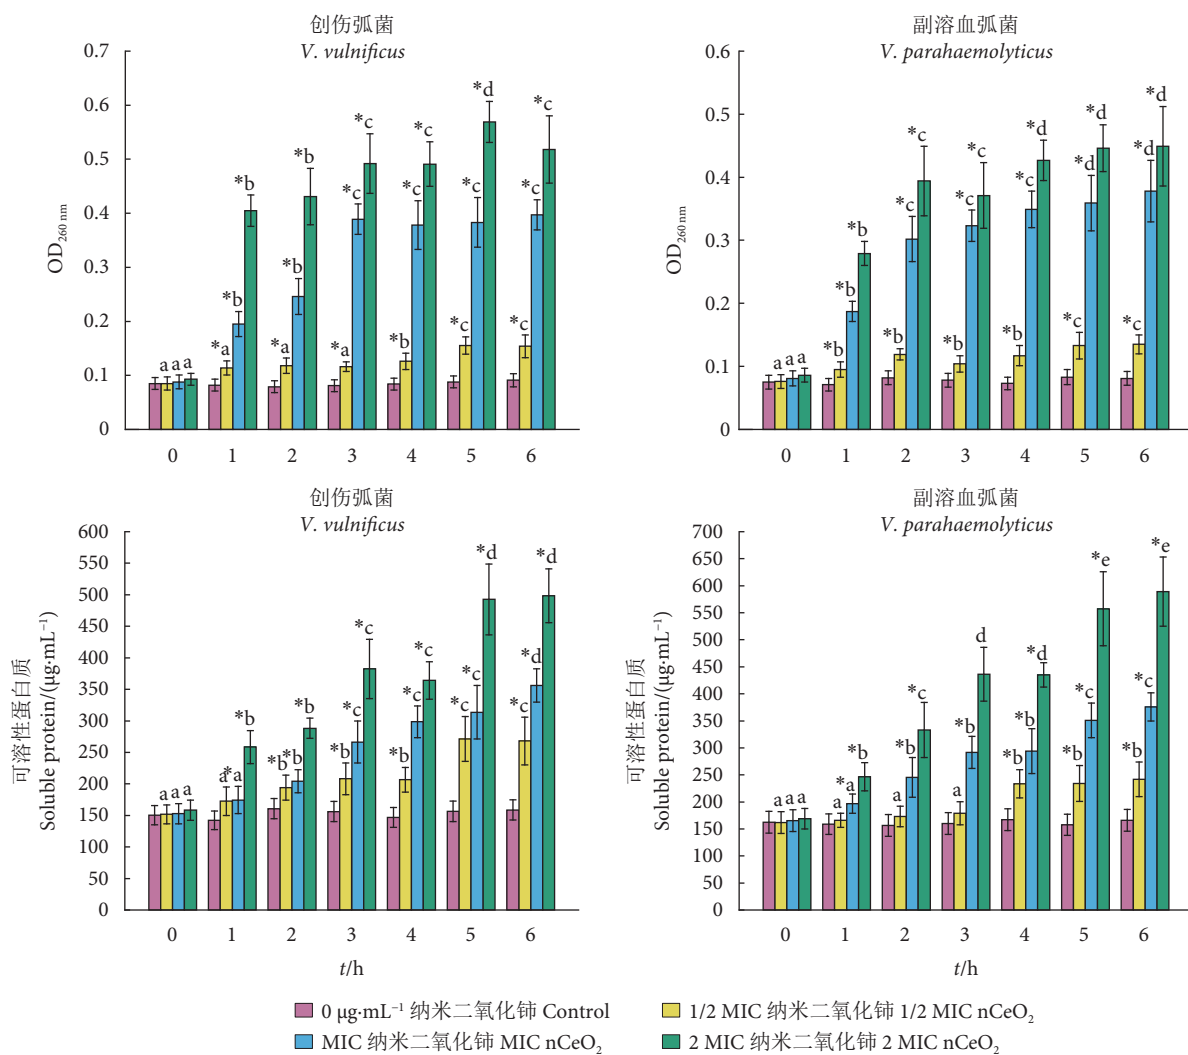 创伤弧菌
V. vulnificus
0.7
0.6
0.5
0.4
0.3
0.2
0.1
0
OD260 nm
a a a
*a *b *b
*a *b *b
*a *c *c
*b *c *c
*c *c *d
*c *c *c
0 1 2 3 4 5 6
副溶血弧菌
V. parahaemolyticus
0.6
0.5
0.4
0.3
0.2
0.1
0
OD260 nm
a a a
*b *b *b
*b *c *c
*b *c *c
*b *c *d
*c *d *d
*c *d *d
0 1 2 3 4 5 6
创伤弧菌
V. vulnificus
600
550
500
450
400
350
300
250
200
150
100
50
0
可溶性蛋白质
Soluble protein/(μg·mL⁻¹)
a a a
a *a *b
*b *b *b
*b *c *c
*b *c *c
*c *c *d
*c *d *d
0 1 2 3 4 5 6
t/h
副溶血弧菌
V. parahaemolyticus
700
650
600
550
500
450
400
350
300
250
200
150
100
50
0
可溶性蛋白质
Soluble protein/(μg·mL⁻¹)
a a a
a *a *b
a *b *c
a *b d
*b *b *d
*b *c *e
*b *c *e
0 1 2 3 4 5 6
t/h
0 μg·mL⁻¹ 纳米二氧化铈 Control
1/2 MIC 纳米二氧化铈 1/2 MIC nCeO₂
MIC 纳米二氧化铈 MIC nCeO₂
2 MIC 纳米二氧化铈 2 MIC nCeO₂